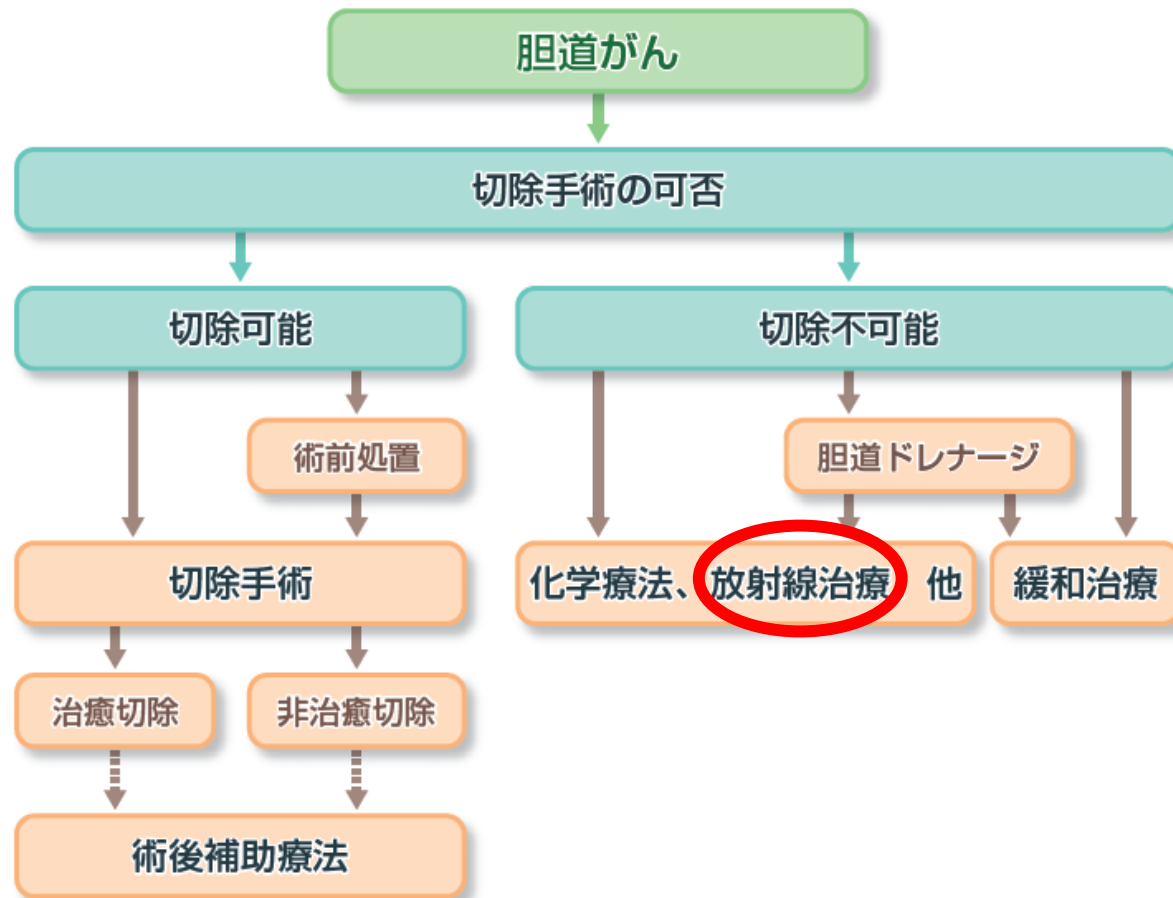 胆道がん
切除手術の可否
切除可能
切除不可能
術前処置
胆道ドレナージ
切除手術
化学療法、放射線治療 他
緩和治療
治癒切除
非治癒切除
術後補助療法